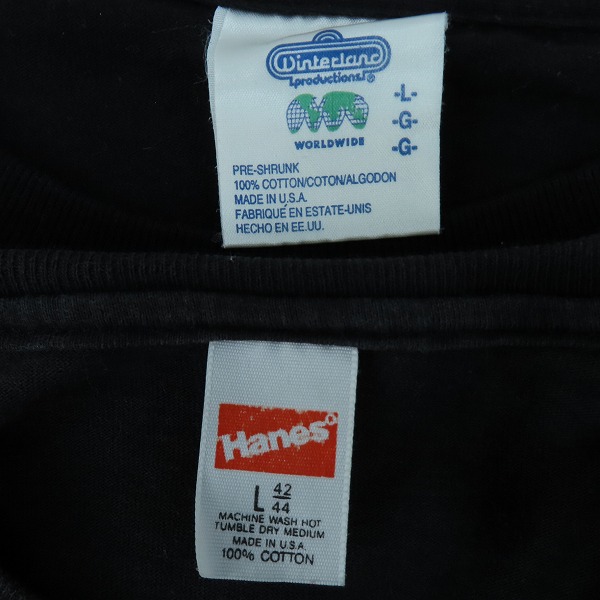 Winterland
productions®
WORLDWIDE
-L-
-G-
-G-
PRE-SHRUNK
100% COTTON/COTON/ALGODON
MADE IN U.S.A.
FABRIQUE EN ESTATE-UNIS
HECHO EN EE.UU.
Hanes
L 42/44
MACHINE WASH HOT
TUMBLE DRY MEDIUM
MADE IN U.S.A.
100% COTTON